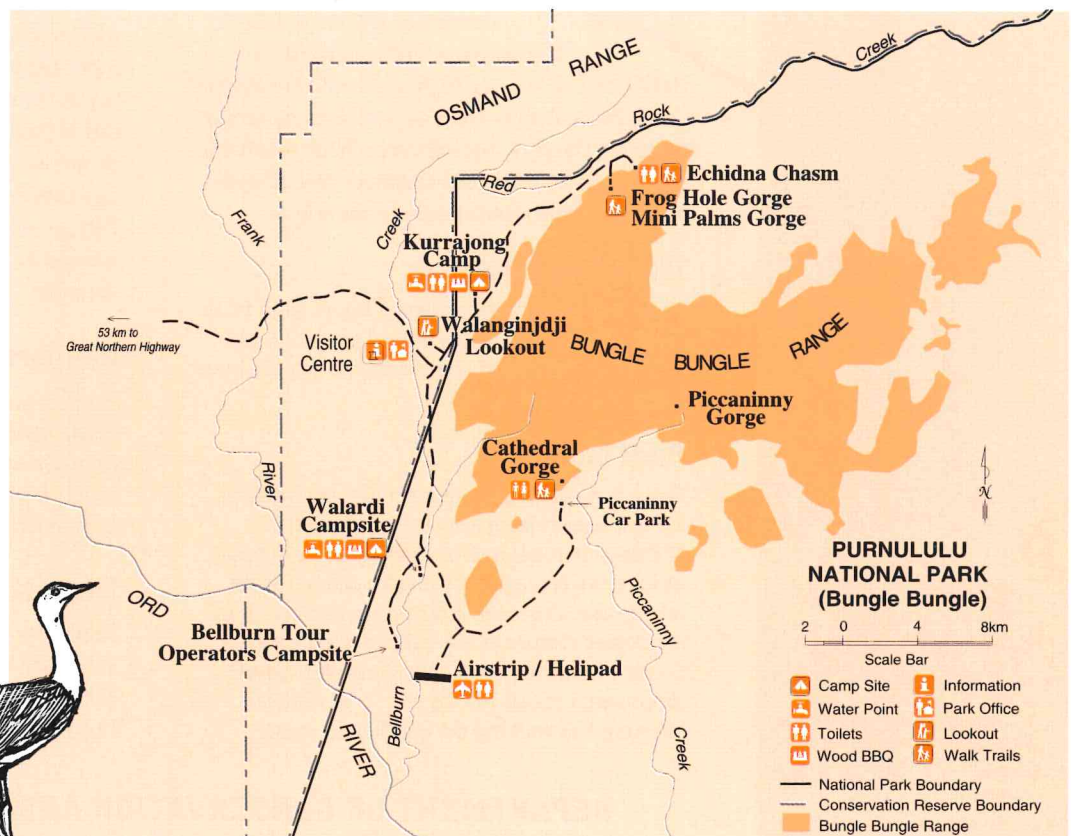 OSMAND RANGE
Creek
Rock
Red
Echidna Chasm
Frog Hole Gorge
Mini Palms Gorge
Frank
Creek
Kurrajong
Camp
53 km to
Great Northern Highway
Visitor
Centre
Walanginjdji
Lookout
BUNGLE BUNGLE RANGE
Piccaninny
Gorge
Cathedral
Gorge
River
Walardi
Campsite
Piccaninny
Car Park
N
ORD
Bellburn Tour
Operators Campsite
Airstrip / Helipad
Bellburn
RIVER
Piccaninny
Creek
PURNULULU
NATIONAL PARK
(Bungle Bungle)
2 0 4 8km
Scale Bar
Camp Site
Information
Water Point
Park Office
Toilets
Lookout
Wood BBQ
Walk Trails
National Park Boundary
Conservation Reserve Boundary
Bungle Bungle Range